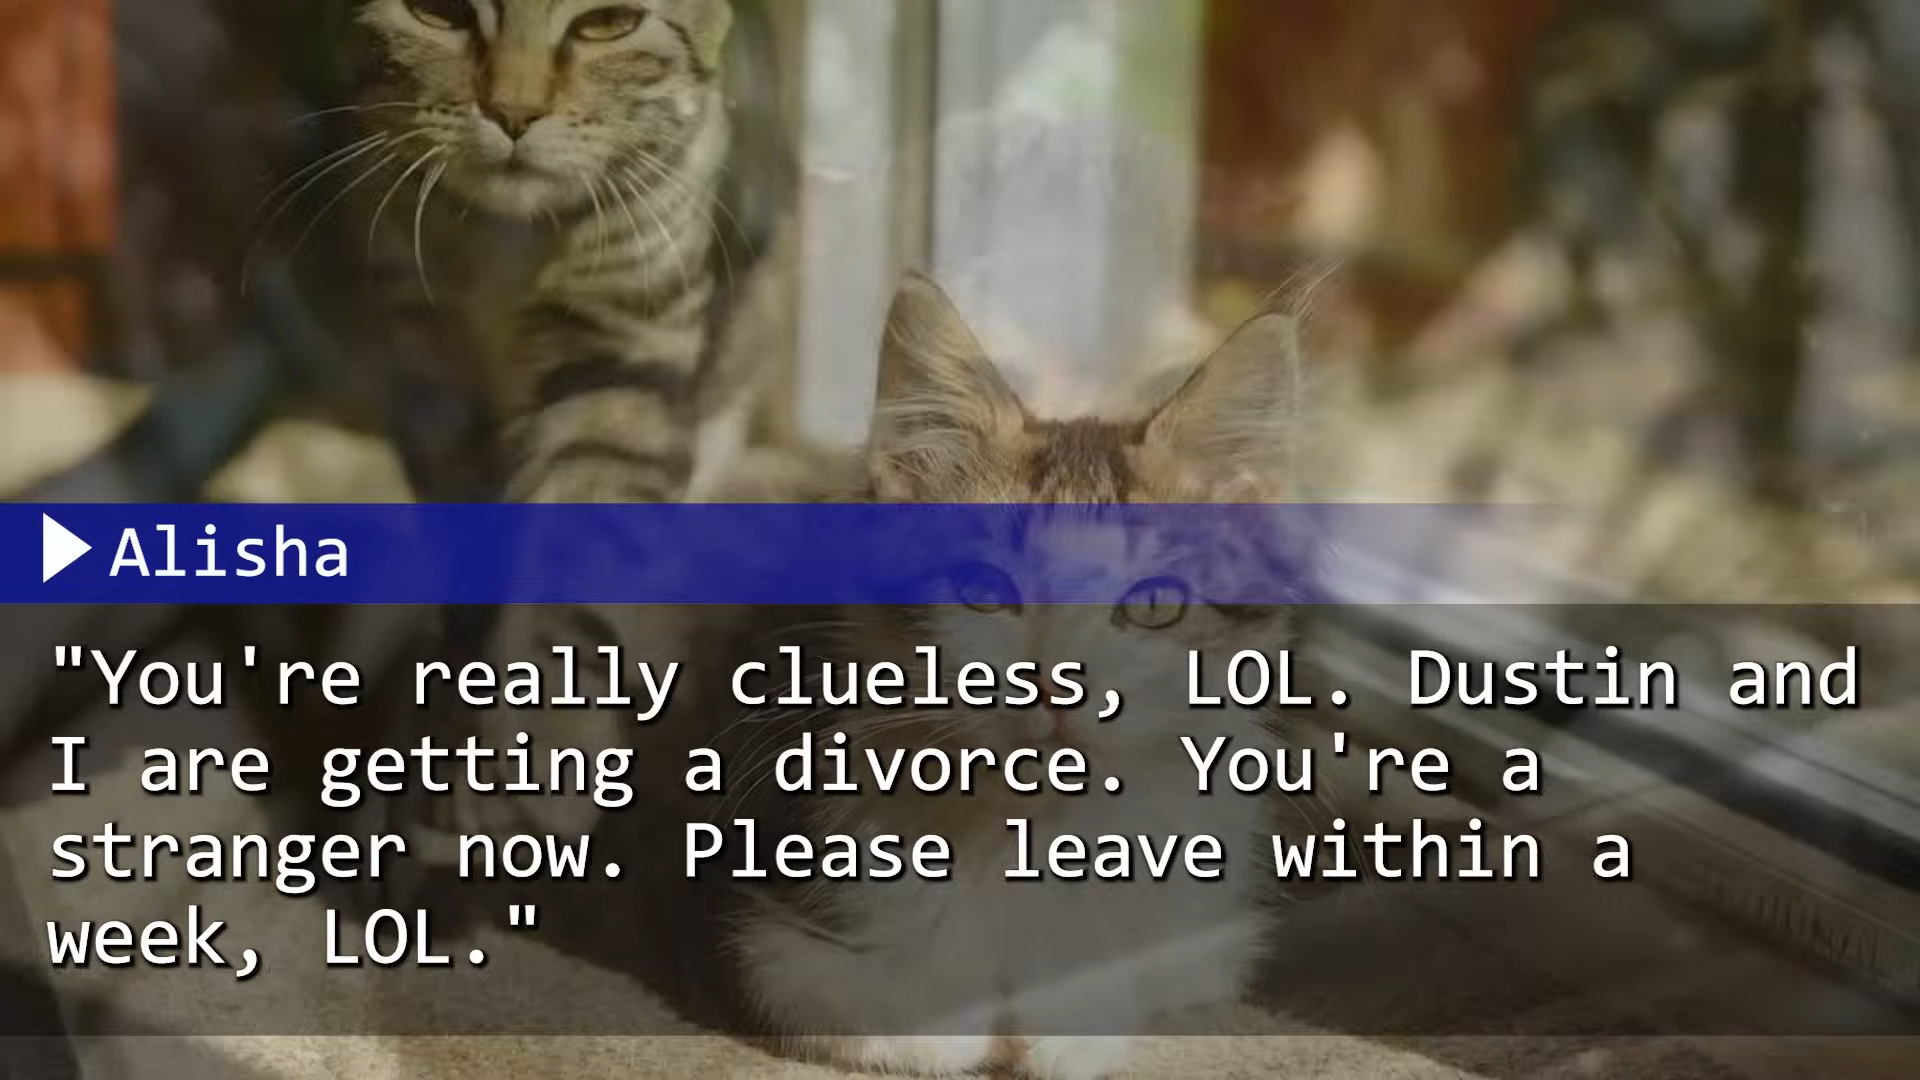 Alisha
"You're really clueless, LOL. Dustin and
I are getting a divorce. You're a
stranger now. Please leave within a
week, LOL."